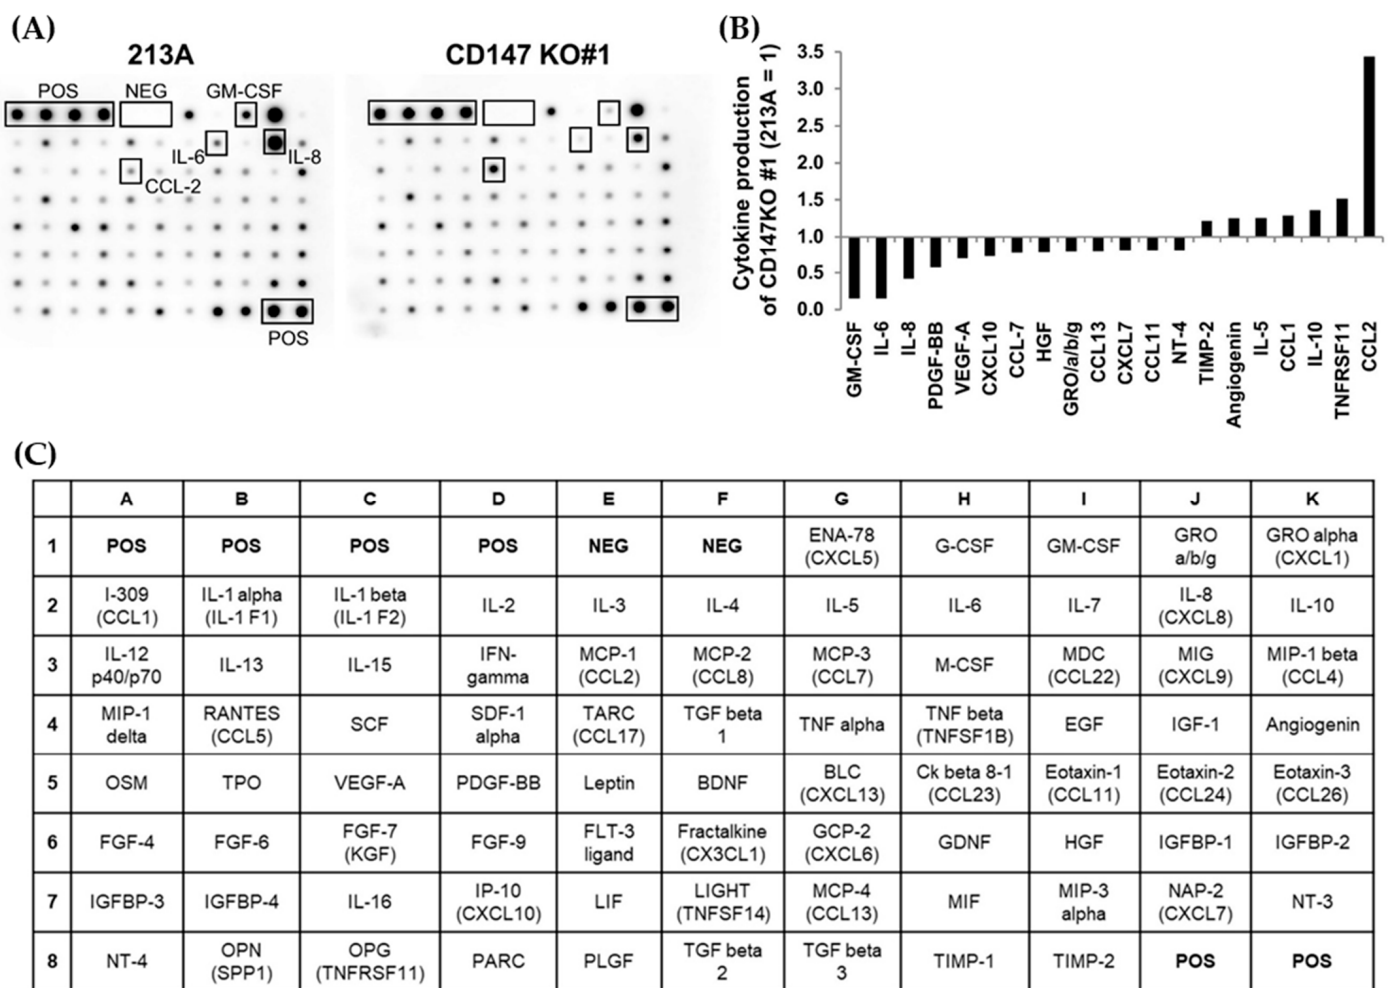 (A)
213A
CD147 KO#1
POS
NEG
GM-CSF
IL-6
IL-8
CCL-2
POS
(B)
Cytokine production
of CD147KO #1 (213A = 1)
3.5
3.0
2.5
2.0
1.5
1.0
0.5
0.0
GM-CSF
IL-6
IL-8
PDGF-BB
VEGF-A
CXCL10
CCL-7
HGF
GRO/a/b/g
CCL13
CXCL7
CCL11
NT-4
TIMP-2
Angiogenin
IL-5
CCL1
IL-10
TNFRSF11
CCL2
(C)
A B C D E F G H I J K
1 POS POS POS POS NEG NEG ENA-78 (CXCL5) G-CSF GM-CSF GRO a/b/g GRO alpha (CXCL1)
2 I-309 (CCL1) IL-1 alpha (IL-1 F1) IL-1 beta (IL-1 F2) IL-2 IL-3 IL-4 IL-5 IL-6 IL-7 IL-8 (CXCL8) IL-10
3 IL-12 p40/p70 IL-13 IL-15 IFN-gamma MCP-1 (CCL2) MCP-2 (CCL8) MCP-3 (CCL7) M-CSF MDC (CCL22) MIG (CXCL9) MIP-1 beta (CCL4)
4 MIP-1 delta RANTES (CCL5) SCF SDF-1 alpha TARC (CCL17) TGF beta 1 TNF alpha TNF beta (TNFSF1B) EGF IGF-1 Angiogenin
5 OSM TPO VEGF-A PDGF-BB Leptin BDNF BLC (CXCL13) Ck beta 8-1 (CCL23) Eotaxin-1 (CCL11) Eotaxin-2 (CCL24) Eotaxin-3 (CCL26)
6 FGF-4 FGF-6 FGF-7 (KGF) FGF-9 FLT-3 ligand Fractalkine (CX3CL1) GCP-2 (CXCL6) GDNF HGF IGFBP-1 IGFBP-2
7 IGFBP-3 IGFBP-4 IL-16 IP-10 (CXCL10) LIF LIGHT (TNFSF14) MCP-4 (CCL13) MIF MIP-3 alpha NAP-2 (CXCL7) NT-3
8 NT-4 OPN (SPP1) OPG (TNFRSF11) PARC PLGF TGF beta 2 TGF beta 3 TIMP-1 TIMP-2 POS POS